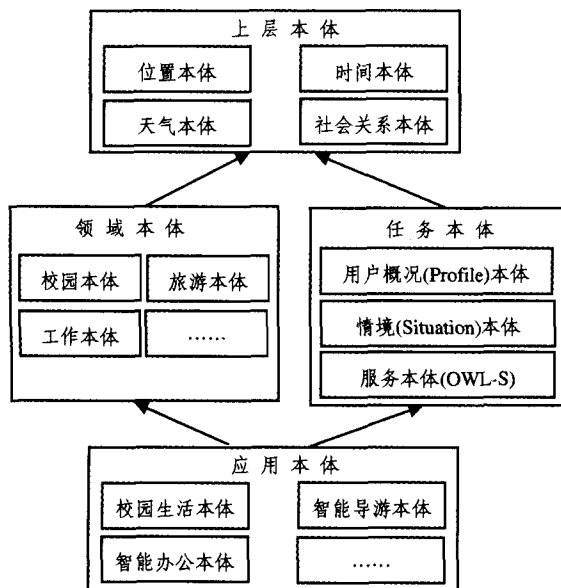 上层本体
位置本体
时间本体
天气本体
社会关系本体
领域本体
校园本体
旅游本体
工作本体
……
任务本体
用户概况(Profile)本体
情境(Situation)本体
服务本体(OWL-S)
应用本体
校园生活本体
智能导游本体
智能办公本体
……